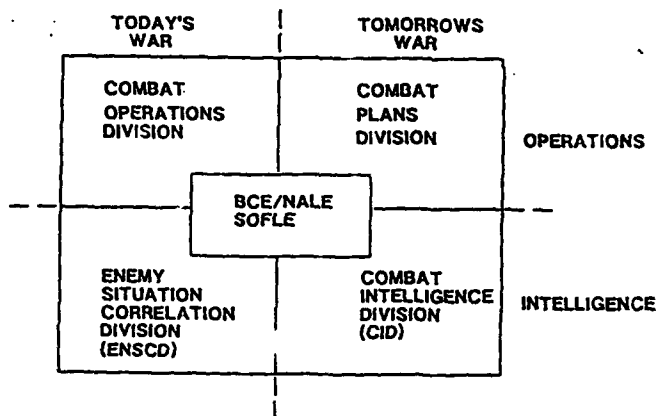 TODAY'S
WAR
TOMORROWS
WAR
COMBAT
OPERATIONS
DIVISION
COMBAT
PLANS
DIVISION
OPERATIONS
BCE/NALE
SOFLE
ENEMY
SITUATION
CORRELATION
DIVISION
(ENSCD)
COMBAT
INTELLIGENCE
DIVISION
(CID)
INTELLIGENCE